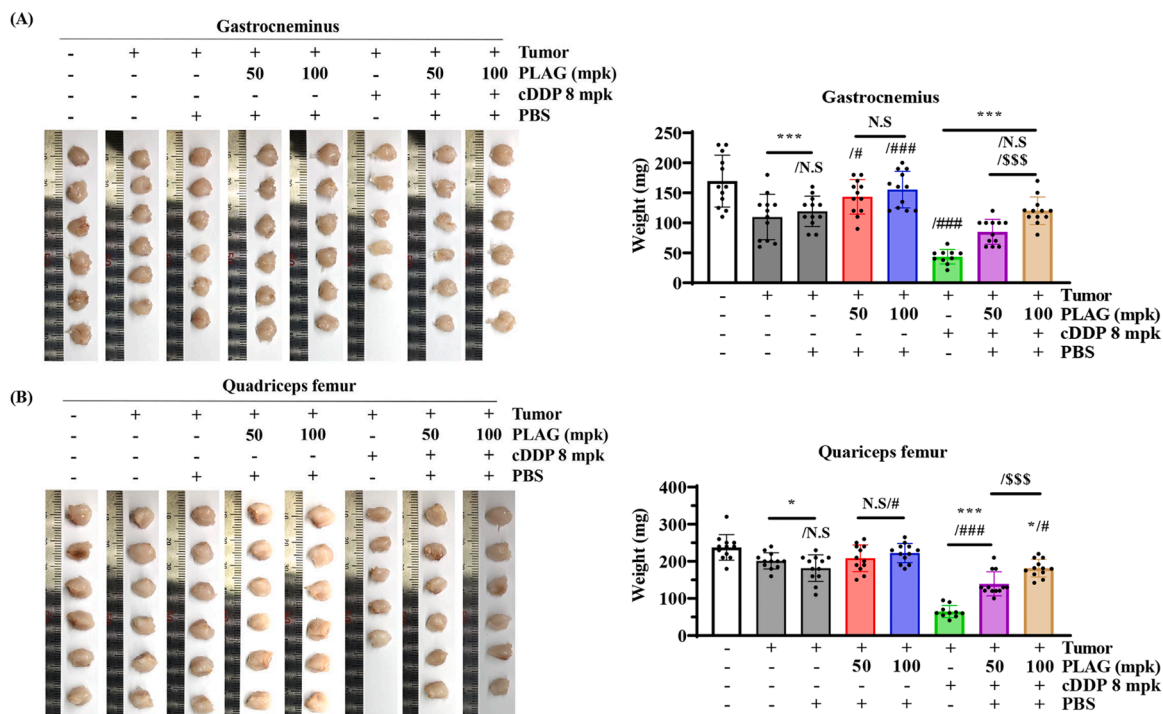 (A)
Gastrocneminus
- + + + + + + + Tumor
- - - 50 100 - 50 100 PLAG (mpk)
- - - - - + + + cDDP 8 mpk
- - + + + - + + PBS
Gastrocnemius
Weight (mg)
250
200
150
100
50
0
***
/N.S
/#
N.S
/###
/###
***
/N.S
/$$$
- + + + + + + + Tumor
- - - 50 100 - 50 100 PLAG (mpk)
- - - - - + + + cDDP 8 mpk
- - + + + - + + PBS
(B)
Quadriceps femur
- + + + + + + + Tumor
- - - 50 100 - 50 100 PLAG (mpk)
- - - - - + + + cDDP 8 mpk
- - + + + - + + PBS
Quariceps femur
Weight (mg)
400
300
200
100
0
*
/N.S
N.S/#
***
/###
/$$$
*/#
- + + + + + + + Tumor
- - - 50 100 - 50 100 PLAG (mpk)
- - - - - + + + cDDP 8 mpk
- - + + + - + + PBS